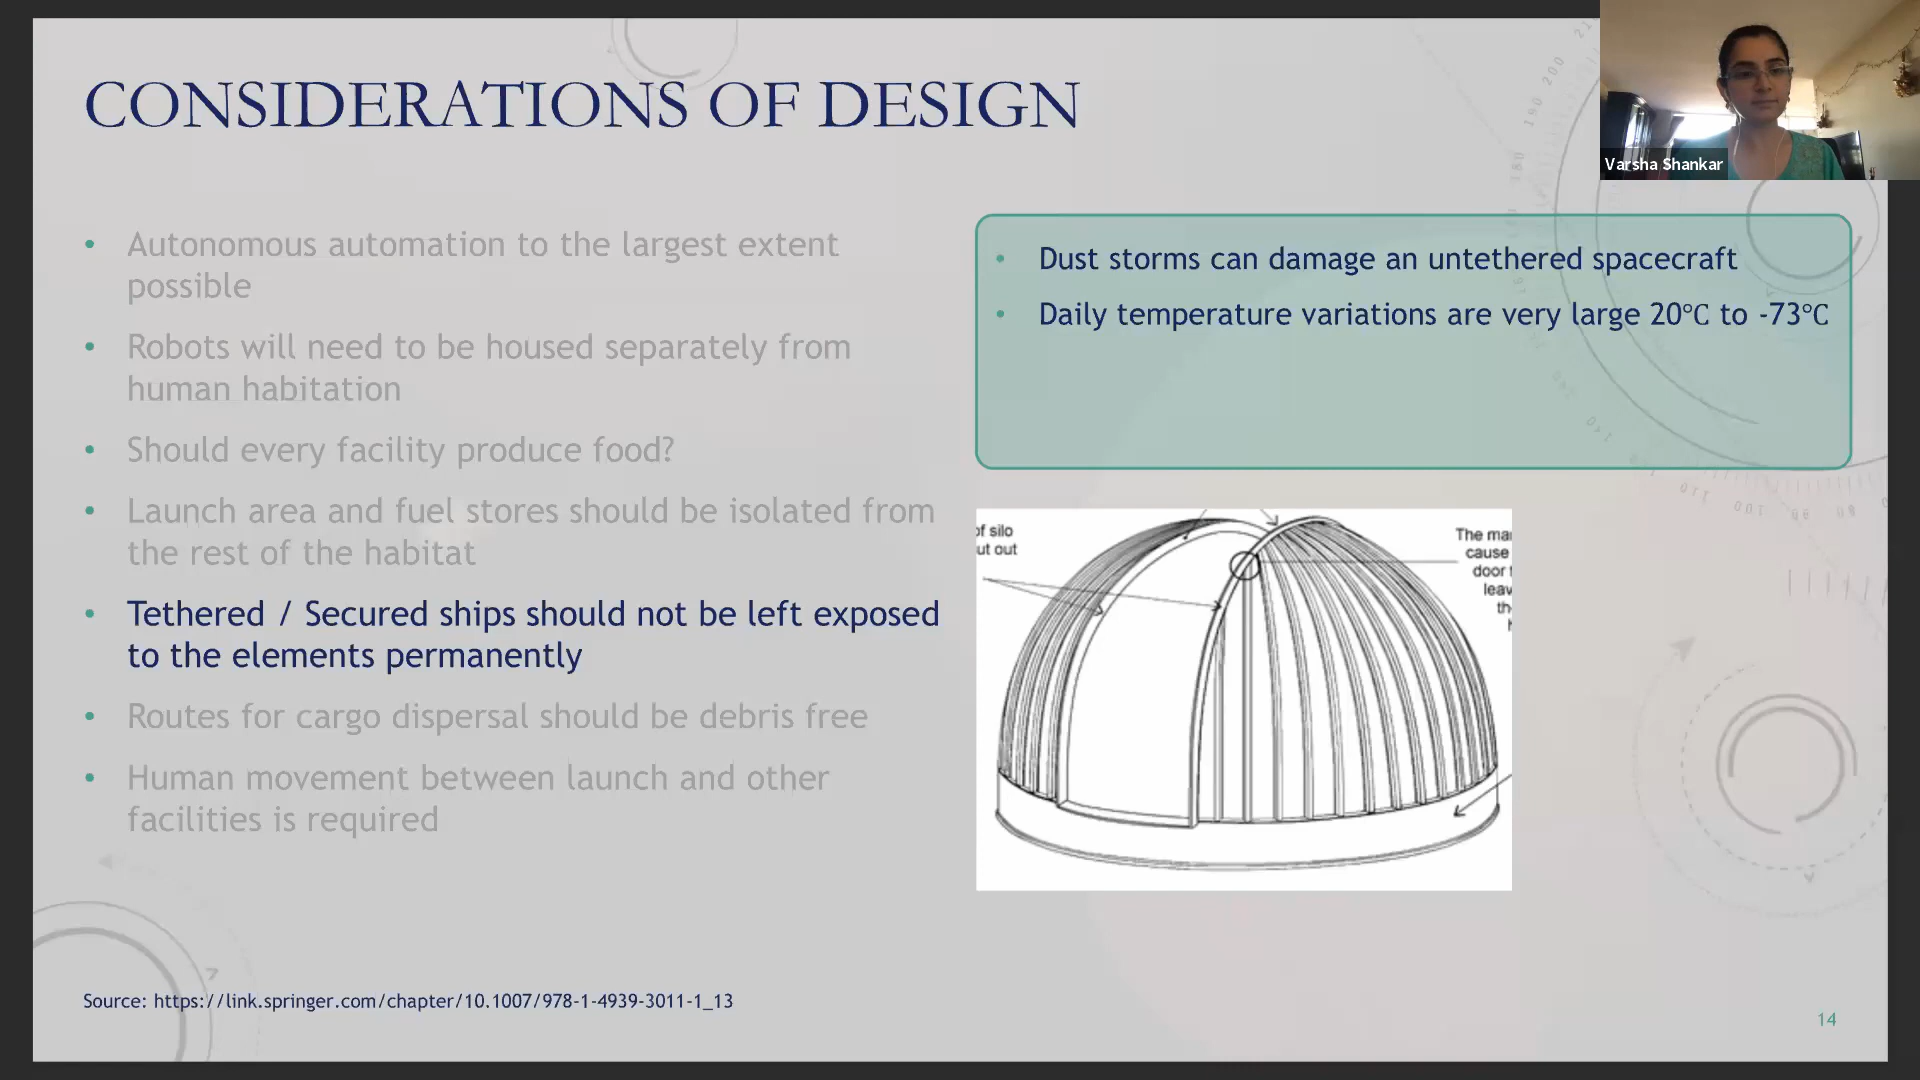 CONSIDERATIONS OF DESIGN
Varsha Shankar
• Autonomous automation to the largest extent
possible
• Robots will need to be housed separately from
human habitation
• Should every facility produce food?
• Launch area and fuel stores should be isolated from
the rest of the habitat
• Tethered / Secured ships should not be left exposed
to the elements permanently
• Routes for cargo dispersal should be debris free
• Human movement between launch and other
facilities is required
• Dust storms can damage an untethered spacecraft
• Daily temperature variations are very large 20℃ to -73℃
of silo
ut out
The ma
cause
door
leav
th
Source: https://link.springer.com/chapter/10.1007/978-1-4939-3011-1_13
14